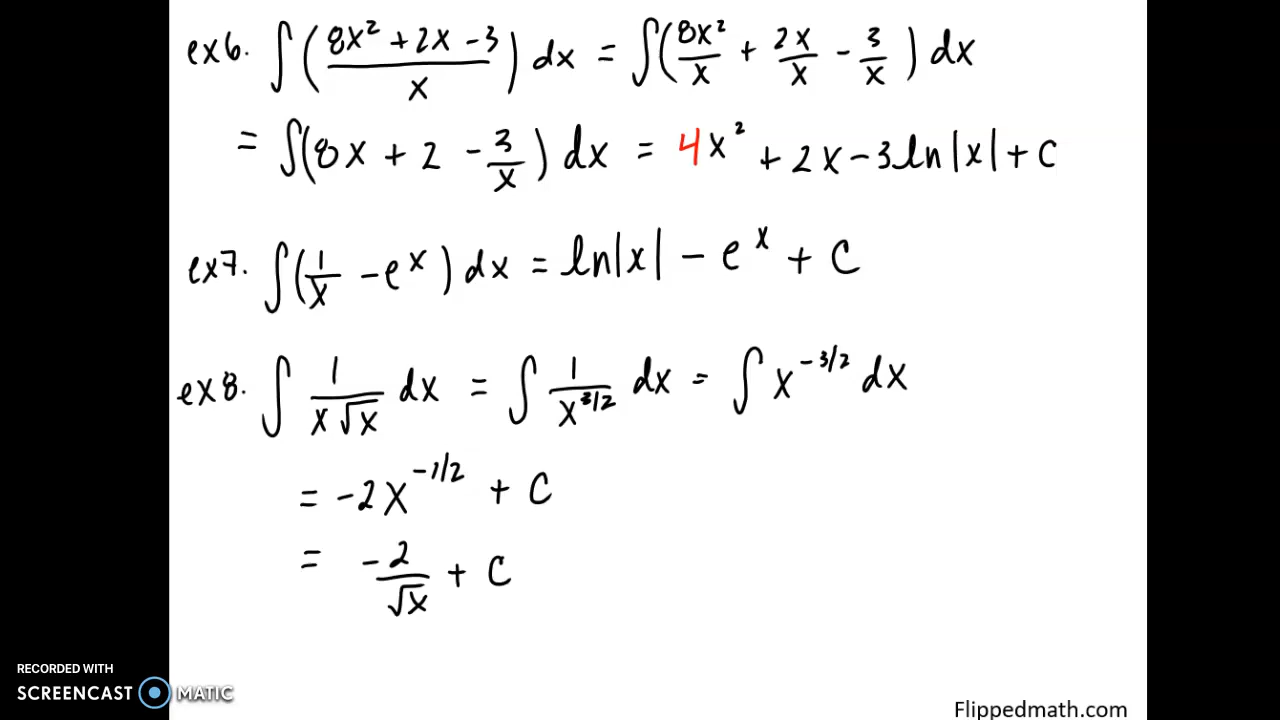 ex6. ∫(8x² + 2x - 3 / x) dx = ∫(8x²/x + 2x/x - 3/x) dx
= ∫(8x + 2 - 3/x) dx = 4x² + 2x - 3ln|x| + C
ex7. ∫(1/x - eˣ) dx = ln|x| - eˣ + C
ex8. ∫ 1/(x√x) dx = ∫ 1/x^(3/2) dx = ∫ x^(-3/2) dx
= -2x^(-1/2) + C
= -2/√x + C
RECORDED WITH
SCREENCAST MATIC
Flippedmath.com